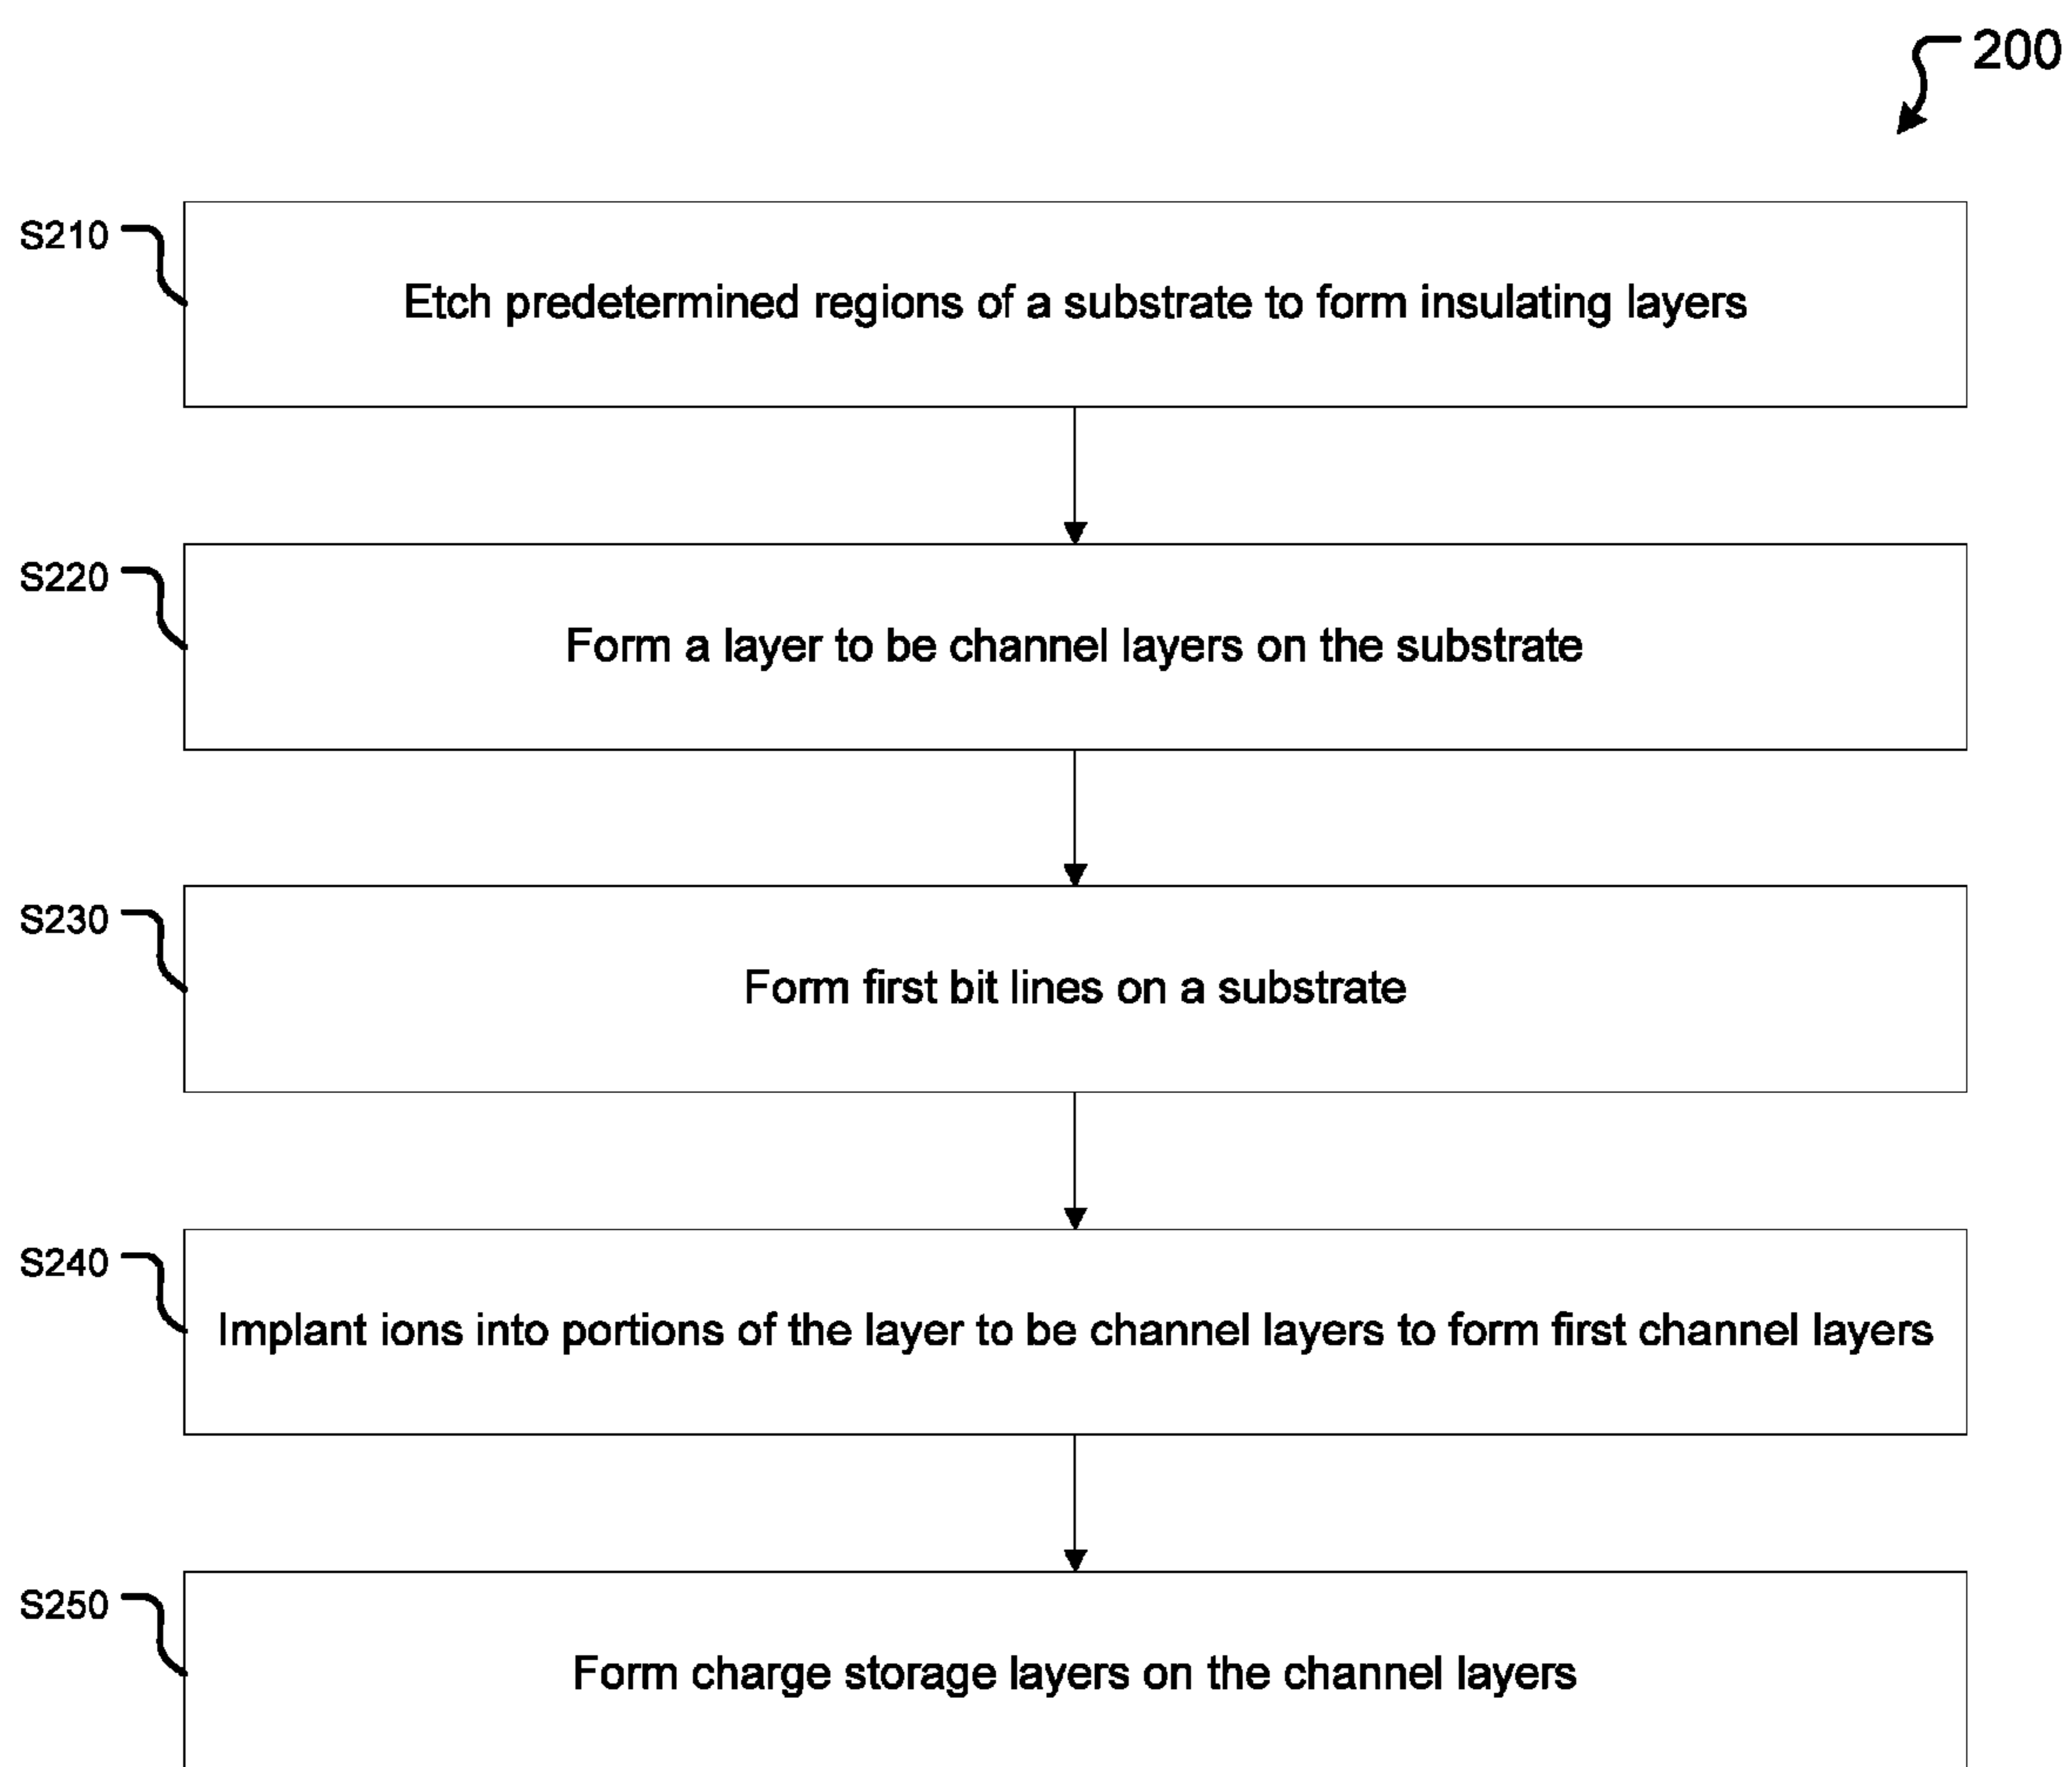 200
S210
Etch predetermined regions of a substrate to form insulating layers
S220
Form a layer to be channel layers on the substrate
S230
Form first bit lines on a substrate
S240
Implant ions into portions of the layer to be channel layers to form first channel layers
S250
Form charge storage layers on the channel layers